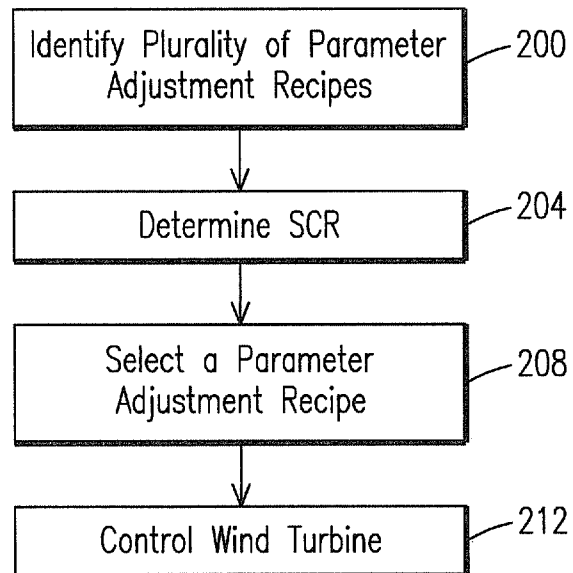 Identify Plurality of Parameter
Adjustment Recipes
200
Determine SCR
204
Select a Parameter
Adjustment Recipe
208
Control Wind Turbine
212